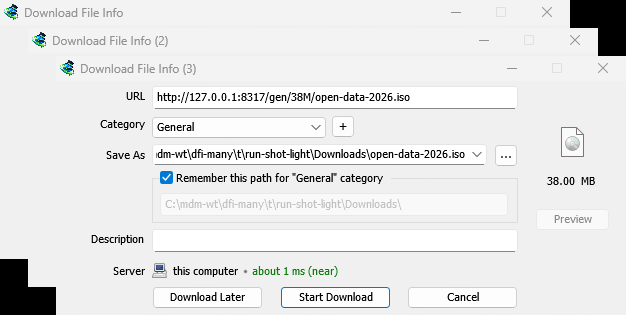 Download File Info
Download File Info (2)
Download File Info (3)
URL http://127.0.0.1:8317/gen/38M/open-data-2026.iso
Category General +
Save As ndm-wt\dfi-many\t\run-shot-light\Downloads\open-data-2026.iso ...
38.00 MB
Remember this path for "General" category
C:\mdm-wt\dfi-many\t\run-shot-light\Downloads\
Preview
Description
Server this computer • about 1 ms (near)
Download Later Start Download Cancel